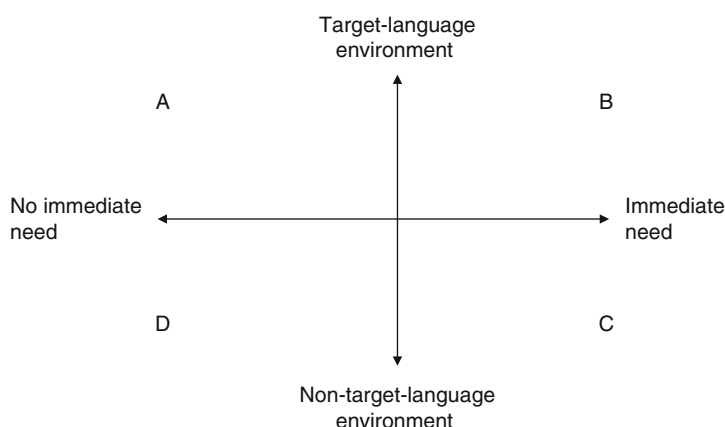 Target-language
environment
A
B
No immediate
need
Immediate
need
D
C
Non-target-language
environment